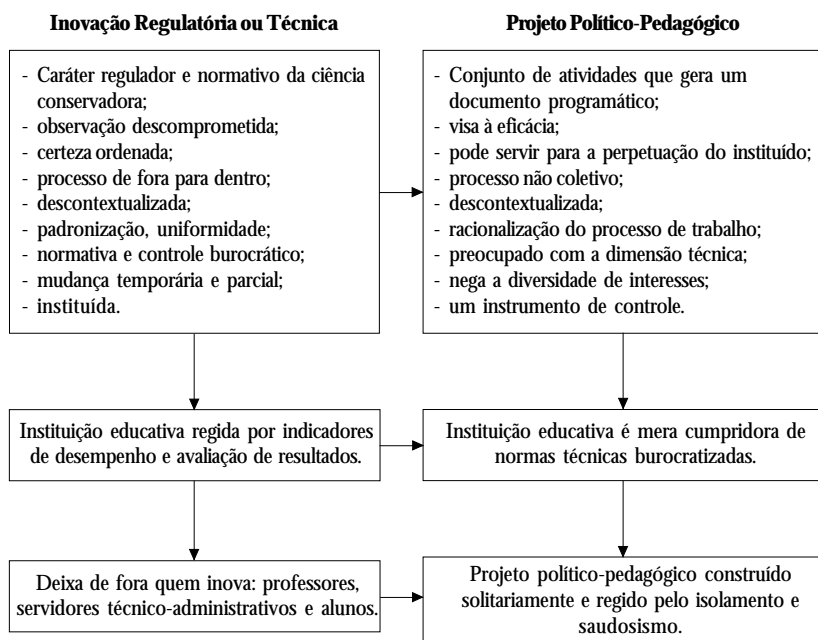 Inovação Regulatória ou Técnica
- Caráter regulador e normativo da ciência
conservadora;
- observação descomprometida;
- certeza ordenada;
- processo de fora para dentro;
- descontextualizada;
- padronização, uniformidade;
- normativa e controle burocrático;
- mudança temporária e parcial;
- instituída.
Projeto Político-Pedagógico
- Conjunto de atividades que gera um
documento programático;
- visa à eficácia;
- pode servir para a perpetuação do instituído;
- processo não coletivo;
- descontextualizada;
- racionalização do processo de trabalho;
- preocupado com a dimensão técnica;
- nega a diversidade de interesses;
- um instrumento de controle.
Instituição educativa regida por indicadores
de desempenho e avaliação de resultados.
Instituição educativa é mera cumpridora de
normas técnicas burocratizadas.
Deixa de fora quem inova: professores,
servidores técnico-administrativos e alunos.
Projeto político-pedagógico construído
solitariamente e regido pelo isolamento e
saudosismo.